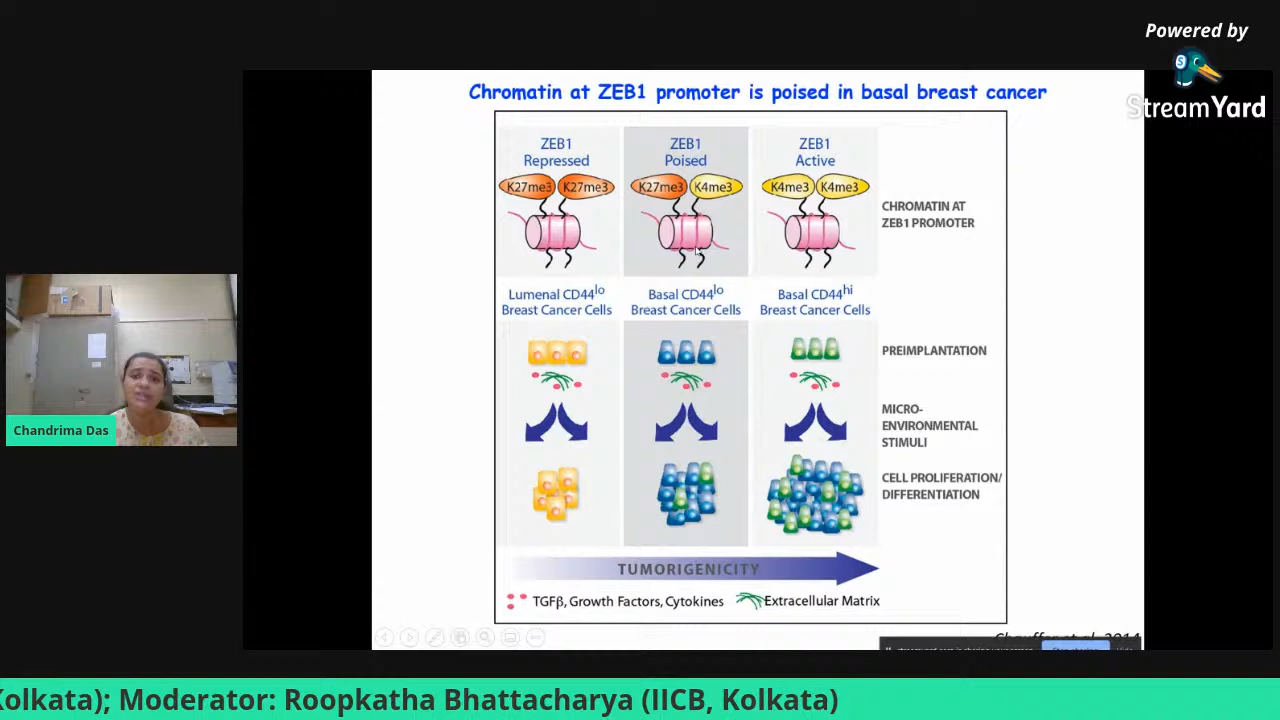 Powered by
StreamYard
Chromatin at ZEB1 promoter is poised in basal breast cancer
ZEB1
Repressed
ZEB1
Poised
ZEB1
Active
K27me3 K27me3
K27me3 K4me3
K4me3 K4me3
CHROMATIN AT
ZEB1 PROMOTER
Lumenal CD44lo
Breast Cancer Cells
Basal CD44lo
Breast Cancer Cells
Basal CD44hi
Breast Cancer Cells
PREIMPLANTATION
MICRO-
ENVIRONMENTAL
STIMULI
CELL PROLIFERATION/
DIFFERENTIATION
TUMORIGENICITY
TGFβ, Growth Factors, Cytokines
Extracellular Matrix
Chandrima Das
Kolkata); Moderator: Roopkatha Bhattacharya (IICB, Kolkata)